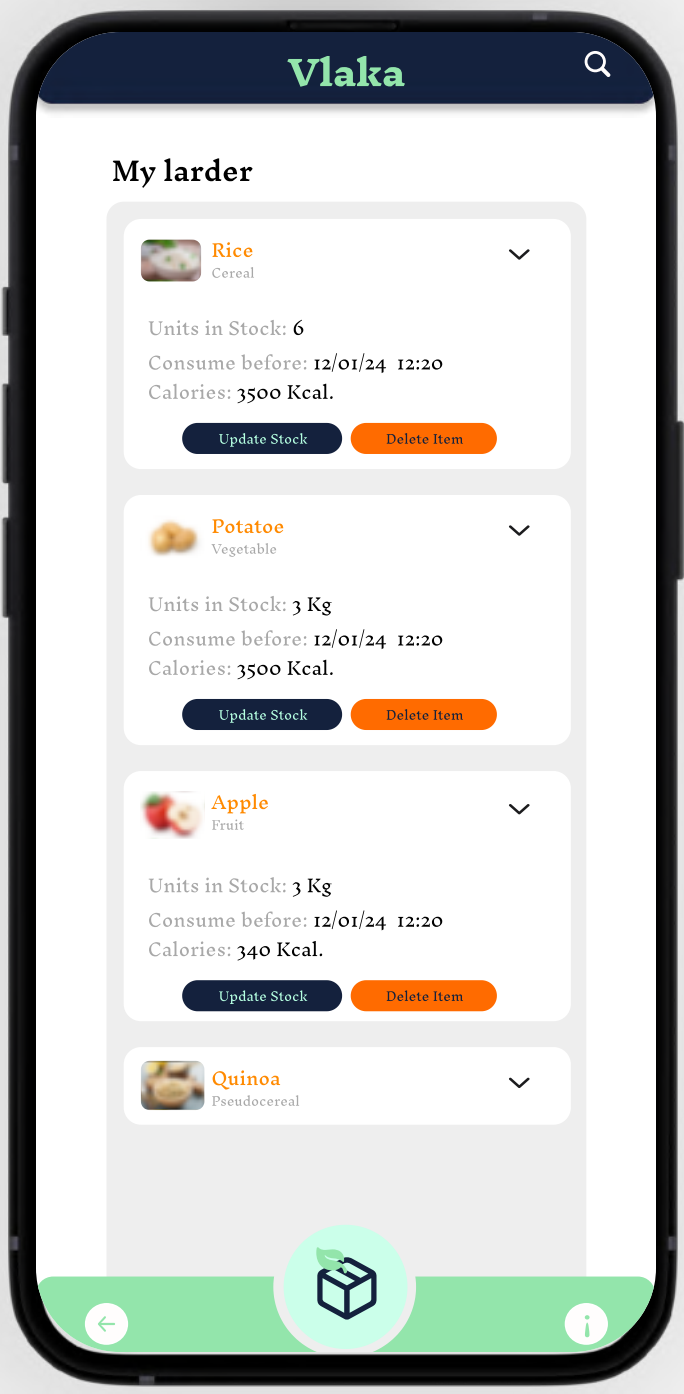 Vlaka
My larder
Rice
Cereal
Units in Stock: 6
Consume before: 12/01/24 12:20
Calories: 3500 Kcal.
Update Stock Delete Item
Potatoe
Vegetable
Units in Stock: 3 Kg
Consume before: 12/01/24 12:20
Calories: 3500 Kcal.
Update Stock Delete Item
Apple
Fruit
Units in Stock: 3 Kg
Consume before: 12/01/24 12:20
Calories: 340 Kcal.
Update Stock Delete Item
Quinoa
Pseudocereal